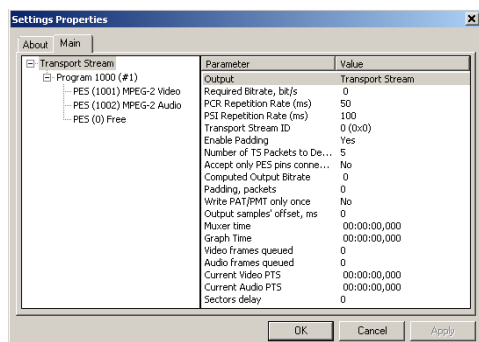 Settings Properties
About Main
Transport Stream
Program 1000 (#1)
PES (1001) MPEG-2 Video
PES (1002) MPEG-2 Audio
PES (0) Free
Parameter Value
Output Transport Stream
Required Bitrate, bit/s 0
PCR Repetition Rate (ms) 50
PSI Repetition Rate (ms) 100
Transport Stream ID 0 (0x0)
Enable Padding Yes
Number of TS Packets to De... 5
Accept only PES pins conne... No
Computed Output Bitrate 0
Padding, packets 0
Write PAT/PMT only once No
Output samples' offset, ms 0
Muxer time 00:00:00,000
Graph Time 00:00:00,000
Video frames queued 0
Audio frames queued 0
Current Video PTS 00:00:00,000
Current Audio PTS 00:00:00,000
Sectors delay 0
OK Cancel Apply